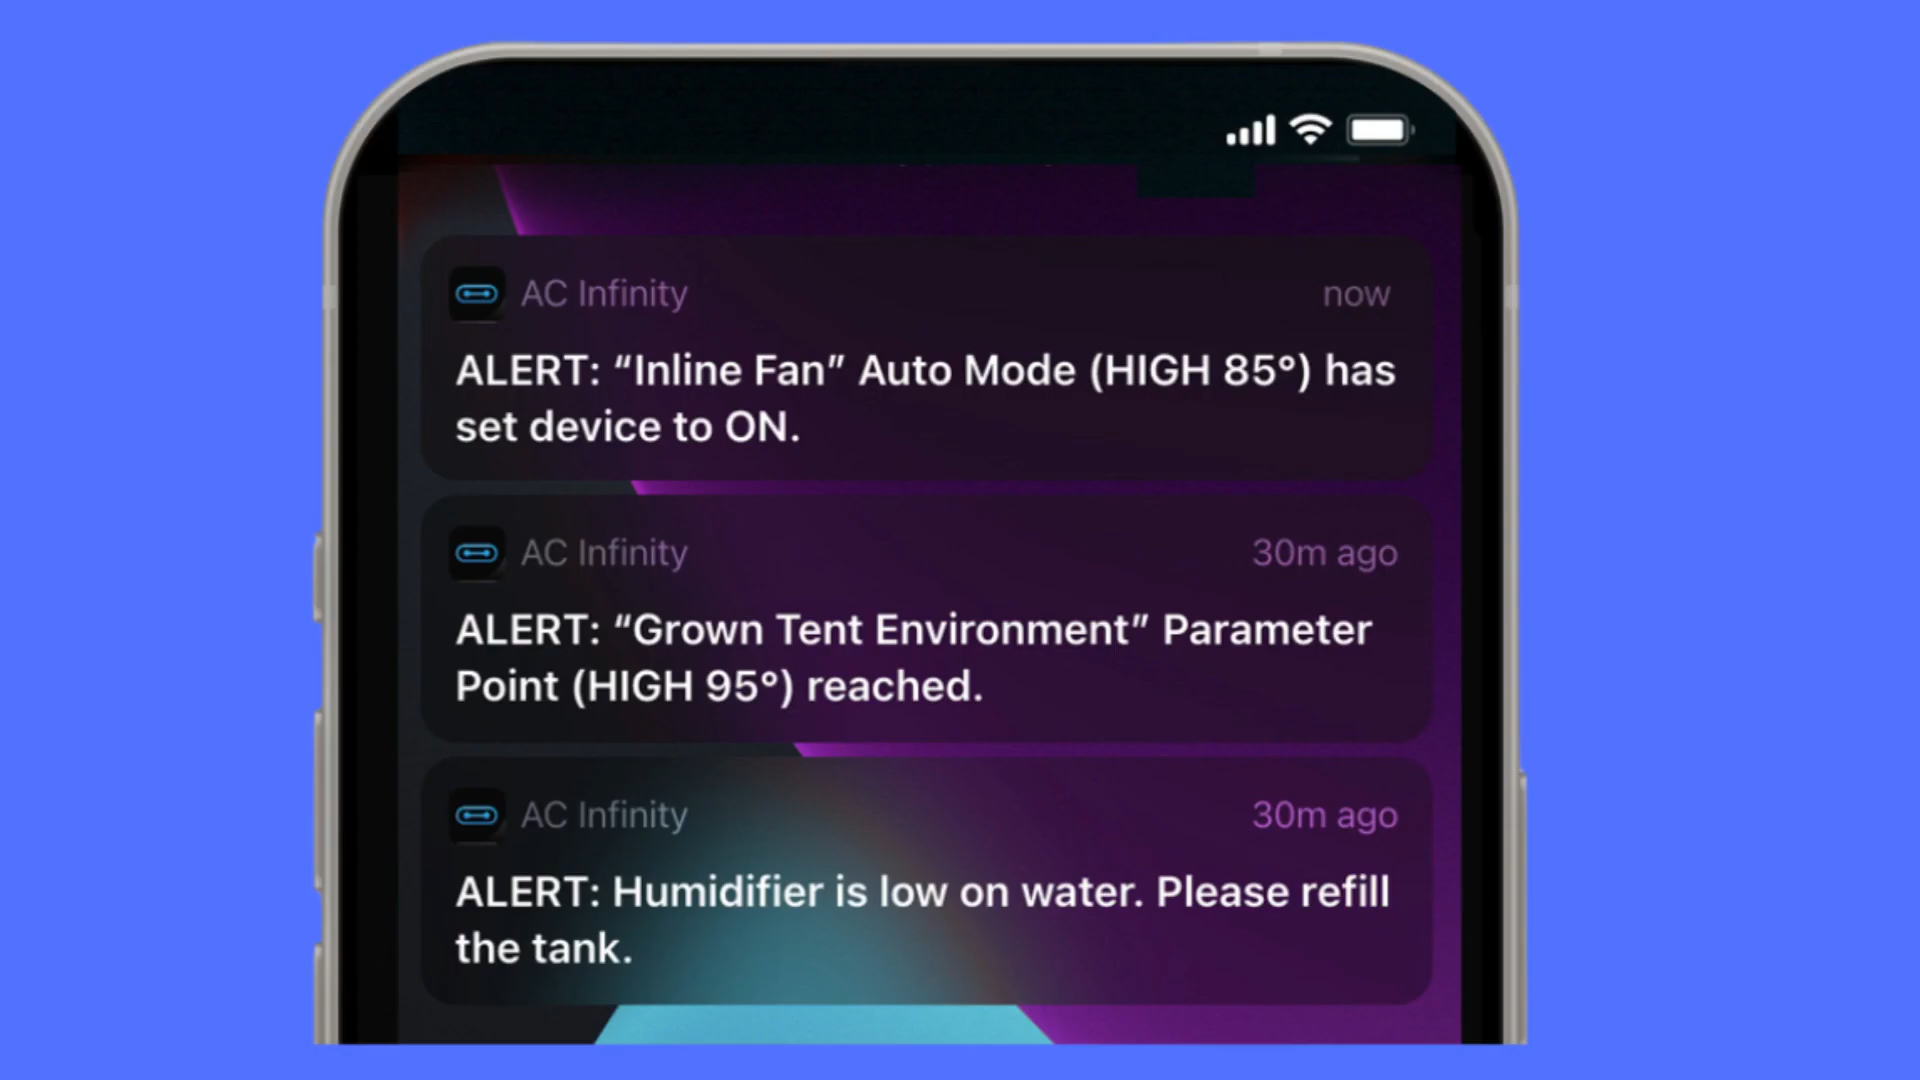 AC Infinity now
ALERT: “Inline Fan” Auto Mode (HIGH 85°) has
set device to ON.
AC Infinity 30m ago
ALERT: “Grown Tent Environment” Parameter
Point (HIGH 95°) reached.
AC Infinity 30m ago
ALERT: Humidifier is low on water. Please refill
the tank.